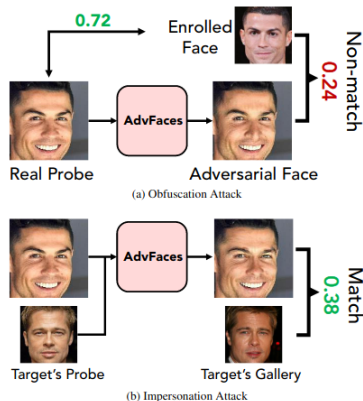 0.72
Enrolled
Face
Non-match
0.24
AdvFaces
Real Probe
Adversarial Face
(a) Obfuscation Attack
AdvFaces
Match
0.38
Target's Probe
Target's Gallery
(b) Impersonation Attack